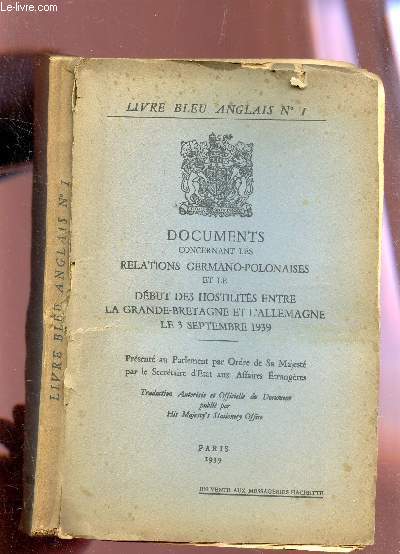 Le-livre.com
LIVRE BLEU ANGLAIS N° 1
DOCUMENTS
CONCERNANT LES
RELATIONS GERMANO-POLONAISES
ET LE
DÉBUT DES HOSTILITÉS ENTRE
LA GRANDE-BRETAGNE ET L'ALLEMAGNE
LE 3 SEPTEMBRE 1939
Présenté au Parlement par Ordre de Sa Majesté
par le Secrétaire d'État aux Affaires Étrangères
Traduction Autorisée et Officielle du Document
publié par
His Majesty's Stationery Office
PARIS
1939
EN VENTE AUX MESSAGERIES HACHETTE
LIVRE BLEU ANGLAIS N° 1